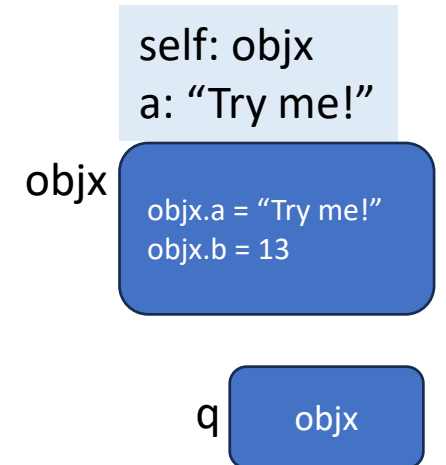 self: objx
a: “Try me!”
objx
objx.a = “Try me!”
objx.b = 13
q
objx